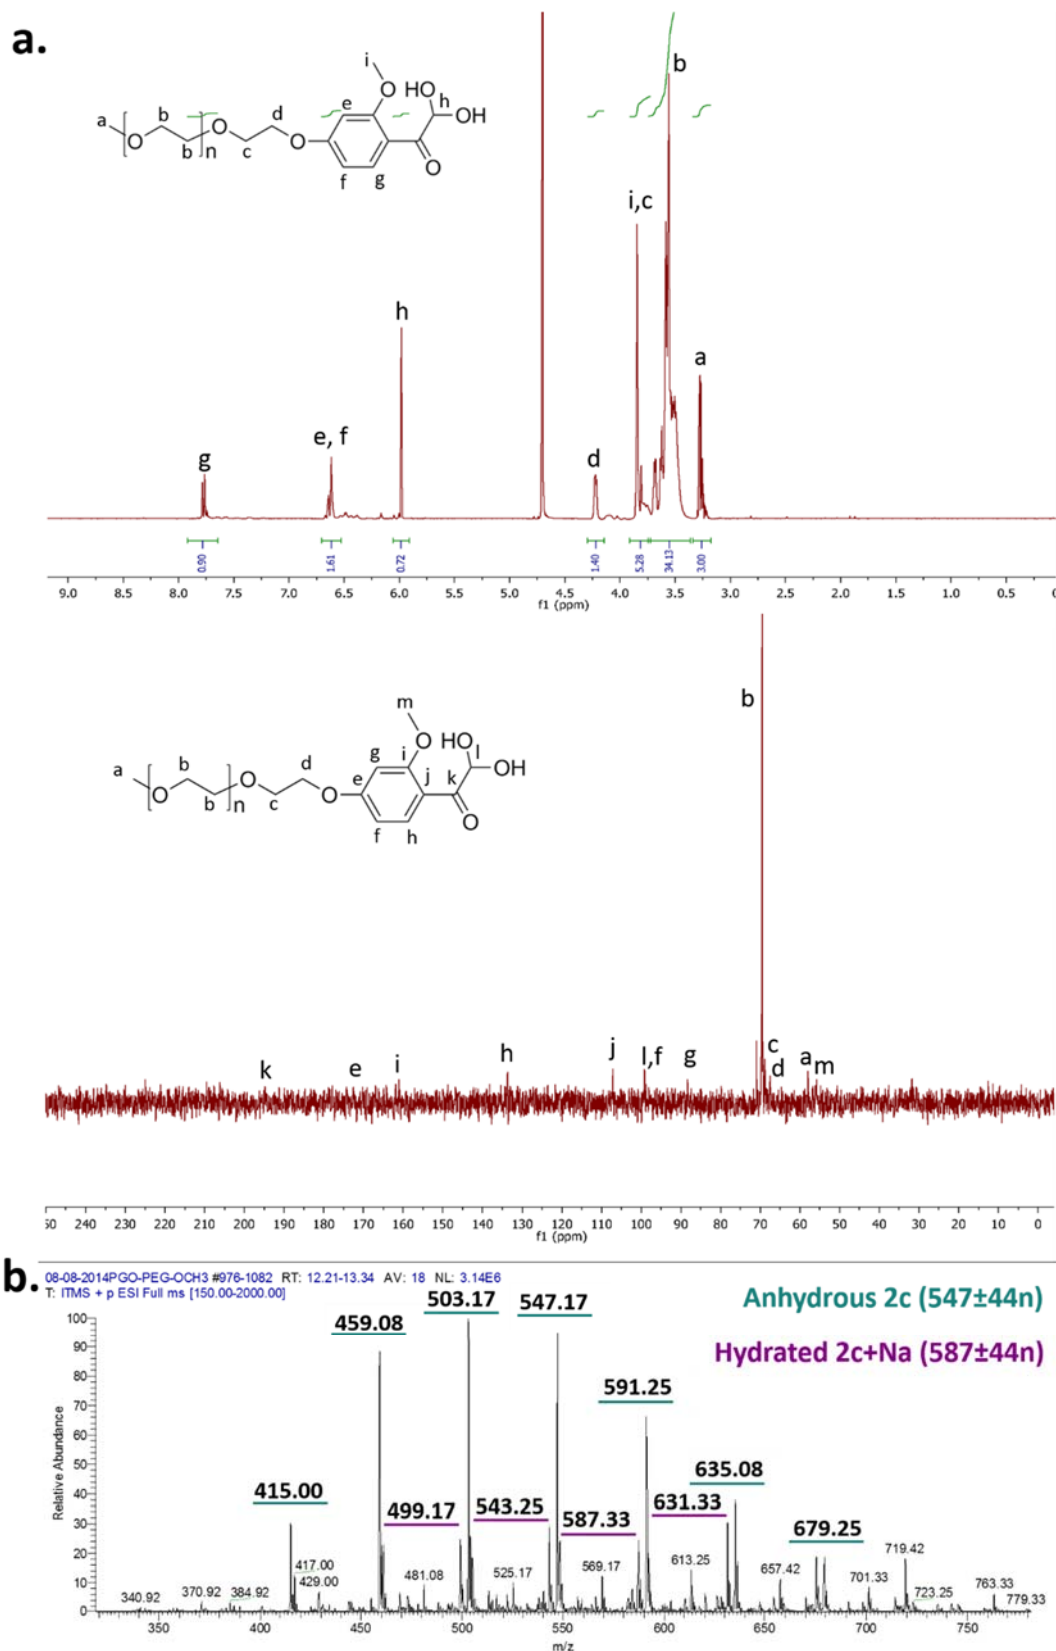 a.
i
O
HO
h
OH
b
d
e
a
O
b
n
O
c
O
f
g
O
b
i,c
h
a
e, f
g
d
0.90
1.61
0.72
1.40
5.28
34.13
3.00
9.0 8.5 8.0 7.5 7.0 6.5 6.0 5.5 5.0 4.5 4.0 3.5 3.0 2.5 2.0 1.5 1.0 0.5
f1 (ppm)
m
O
HO
l
OH
b
d
g
i
j
k
a
O
b
n
O
c
O
e
f
h
O
b
k e i h j l,f g c d a m
240 230 220 210 200 190 180 170 160 150 140 130 120 110 100 90 80 70 60 50 40 30 20 10 0
f1 (ppm)
b.
08-08-2014PGO-PEG-OCH3 #976-1082 RT: 12.21-13.34 AV: 18 NL: 3.14E6
T: ITMS + p ESI Full ms [150.00-2000.00]
Anhydrous 2c (547±44n)
Hydrated 2c+Na (587±44n)
503.17
547.17
459.08
591.25
635.08
415.00
499.17
543.25
587.33
631.33
679.25
417.00
429.00
340.92
370.92
384.92
481.08
525.17
569.17
613.25
657.42
701.33
719.42
723.25
763.33
779.33
Relative Abundance
100
90
80
70
60
50
40
30
20
10
0
350 400 450 500 550 600 650 700 750
m/z